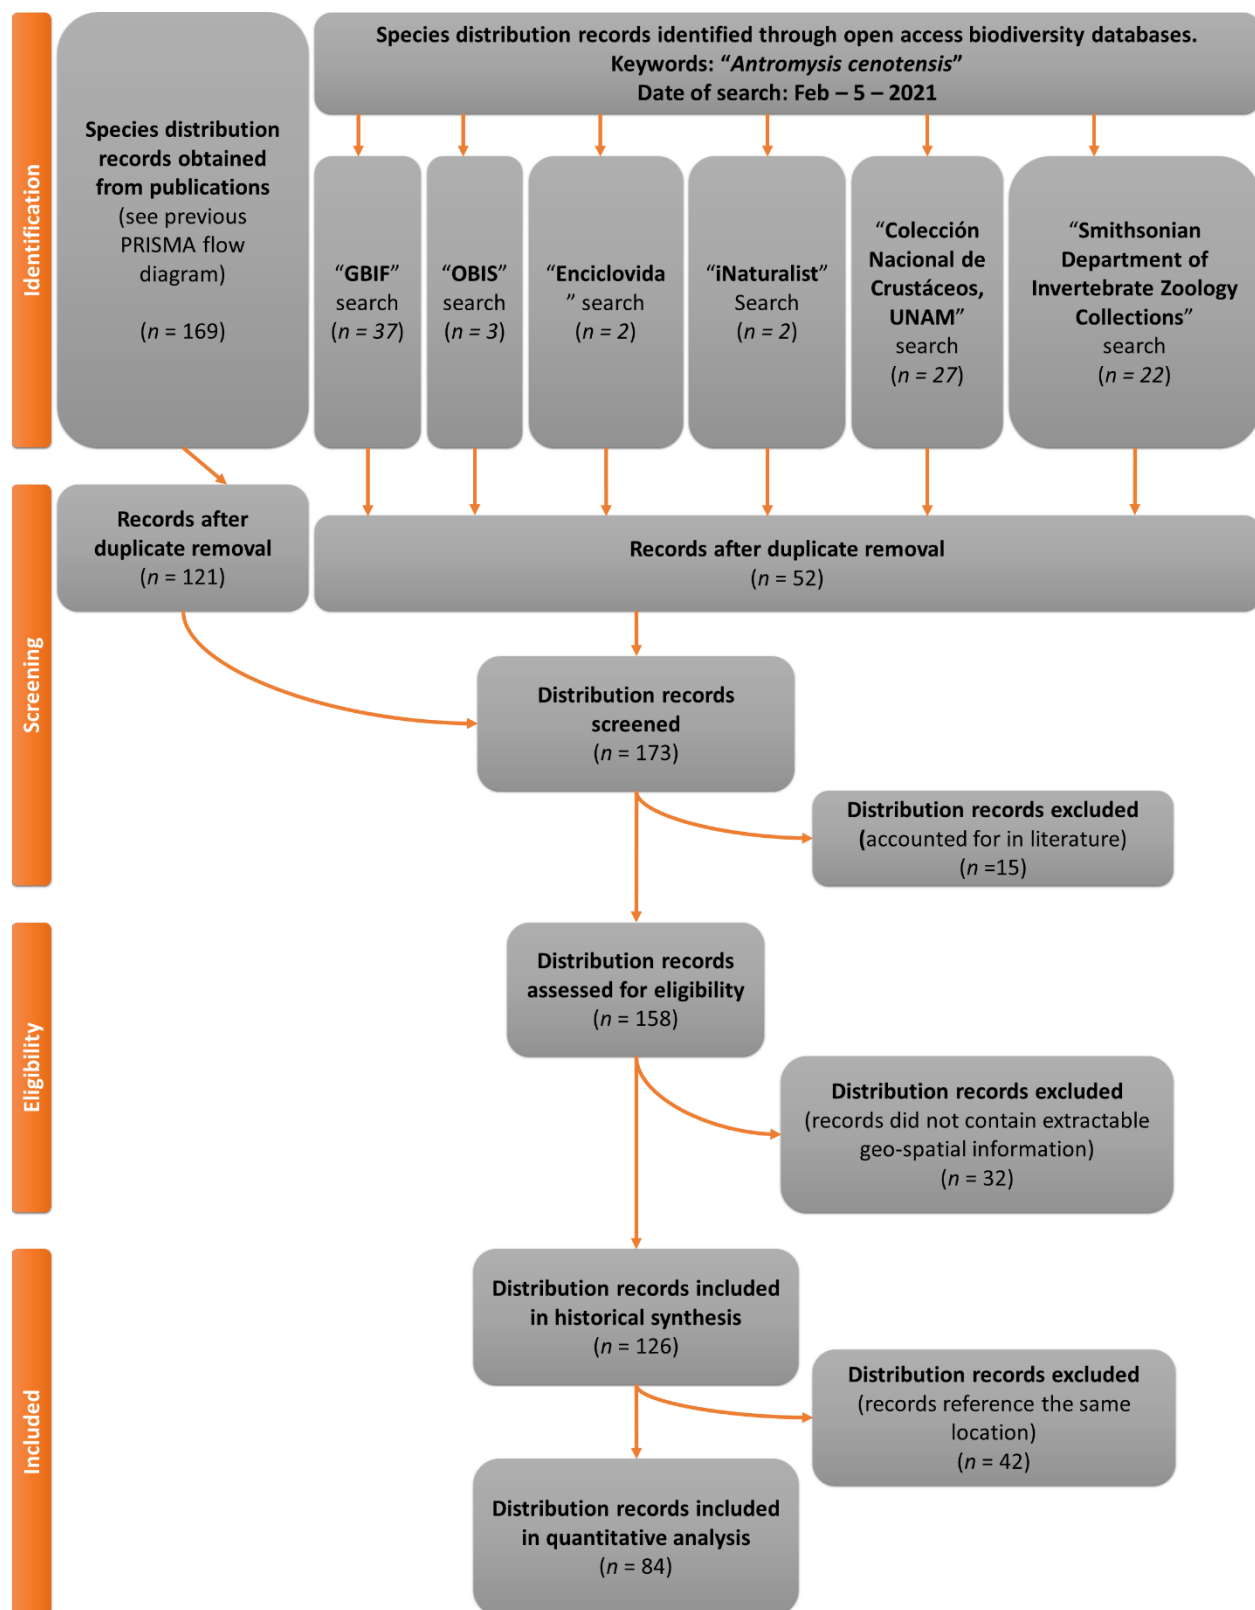 Identification
Species distribution
records obtained
from publications
(see previous
PRISMA flow
diagram)
(n = 169)
Species distribution records identified through open access biodiversity databases.
Keywords: “Antromysis cenotensis”
Date of search: Feb – 5 – 2021
“GBIF”
search
(n = 37)
“OBIS”
search
(n = 3)
“Enciclovida
” search
(n = 2)
“iNaturalist”
Search
(n = 2)
“Colección
Nacional de
Crustáceos,
UNAM”
search
(n = 27)
“Smithsonian
Department of
Invertebrate Zoology
Collections”
search
(n = 22)
Screening
Records after
duplicate removal
(n = 121)
Records after duplicate removal
(n = 52)
Distribution records
screened
(n = 173)
Distribution records excluded
(accounted for in literature)
(n =15)
Eligibility
Distribution records
assessed for eligibility
(n = 158)
Distribution records excluded
(records did not contain extractable
geo-spatial information)
(n = 32)
Included
Distribution records included
in historical synthesis
(n = 126)
Distribution records excluded
(records reference the same
location)
(n = 42)
Distribution records included
in quantitative analysis
(n = 84)